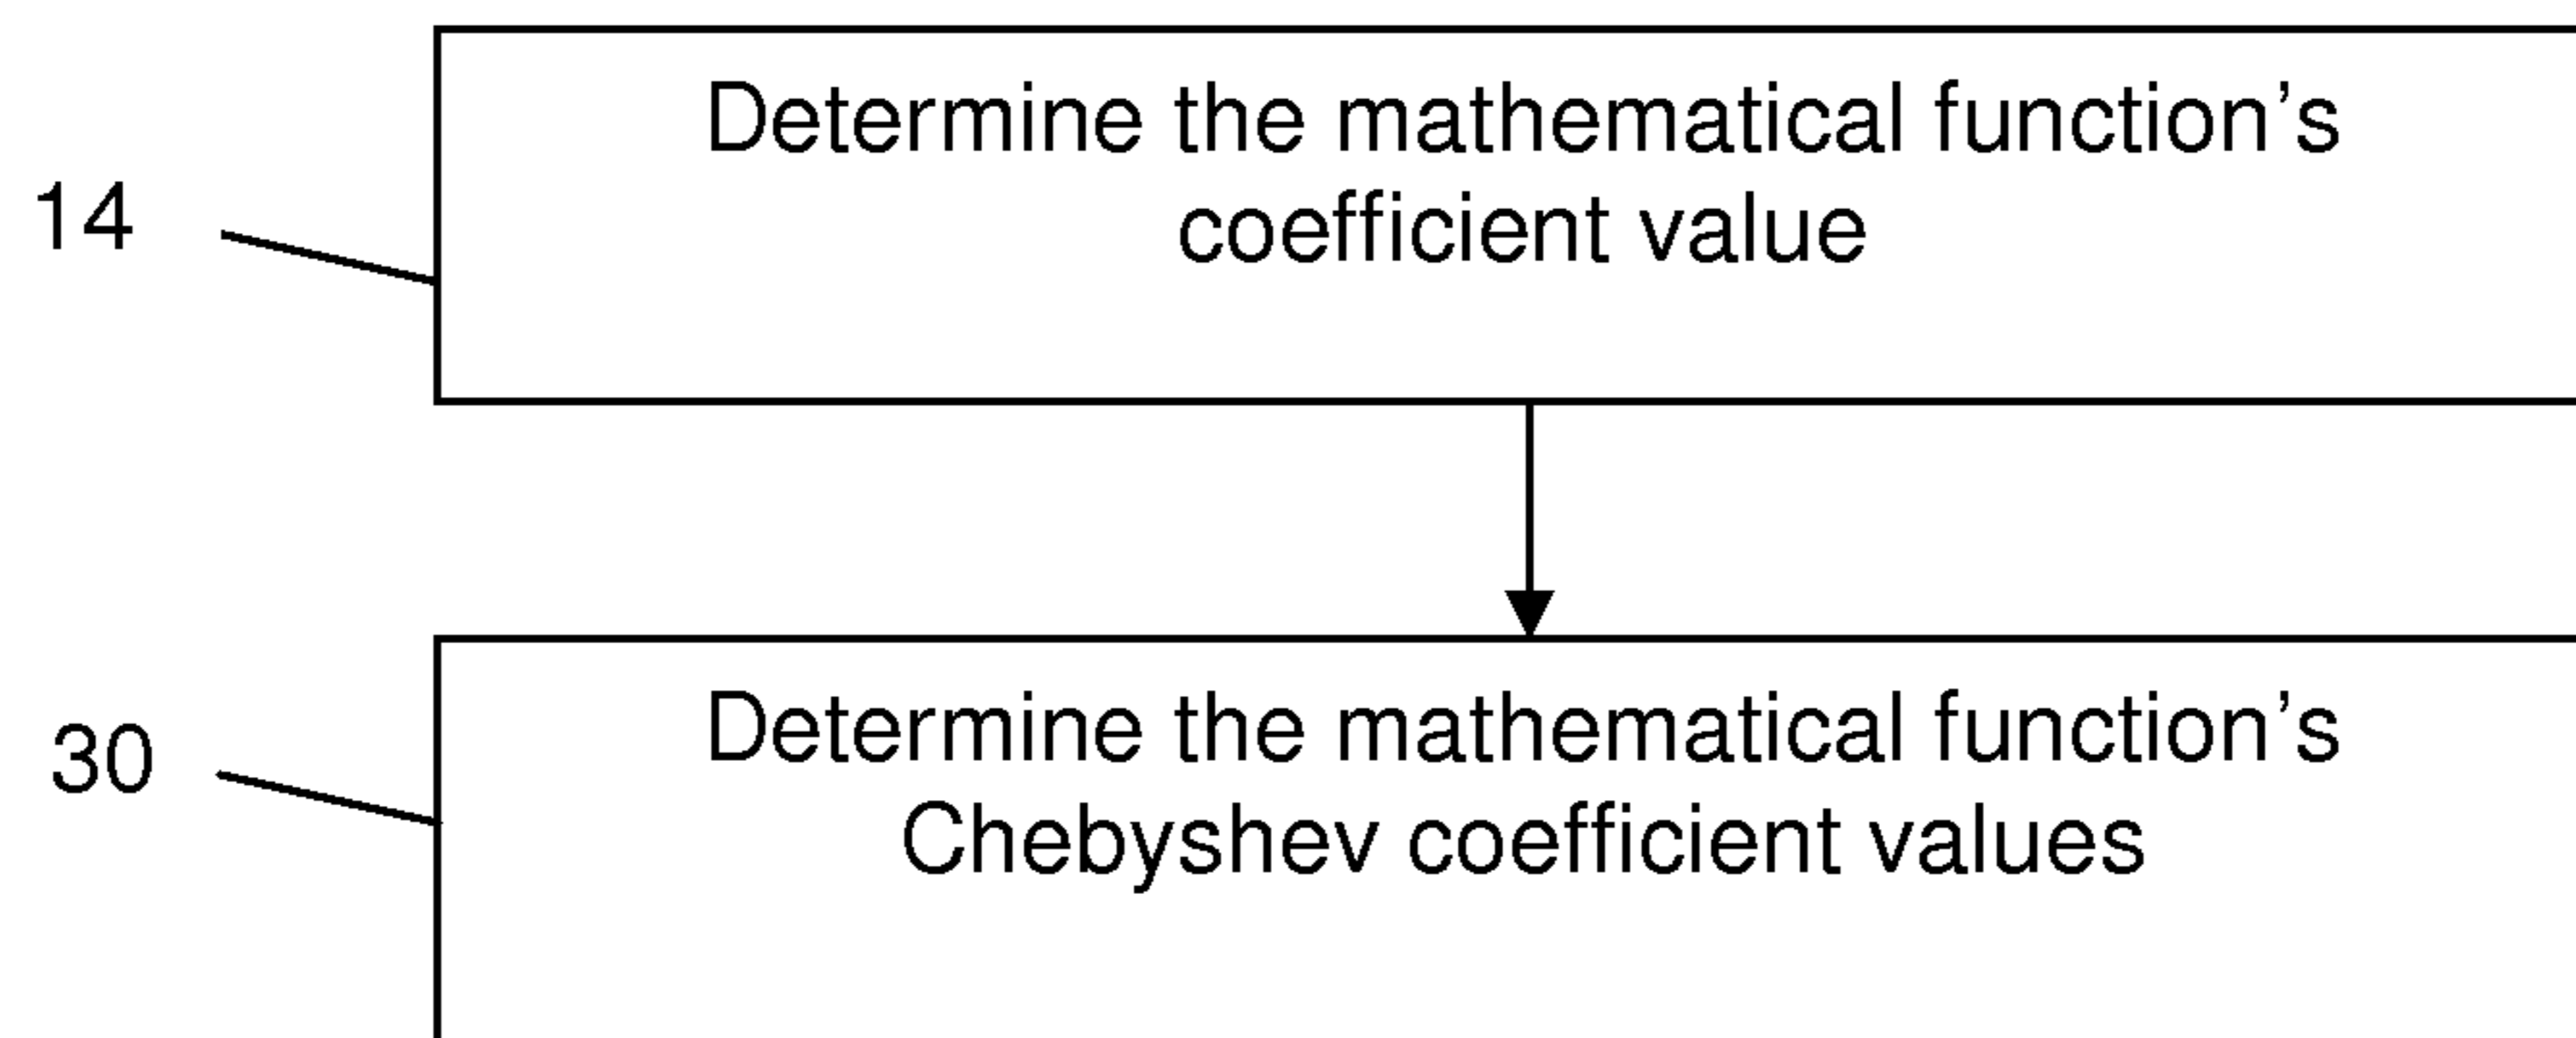 Determine the mathematical function’s
coefficient value
14
Determine the mathematical function’s
Chebyshev coefficient values
30